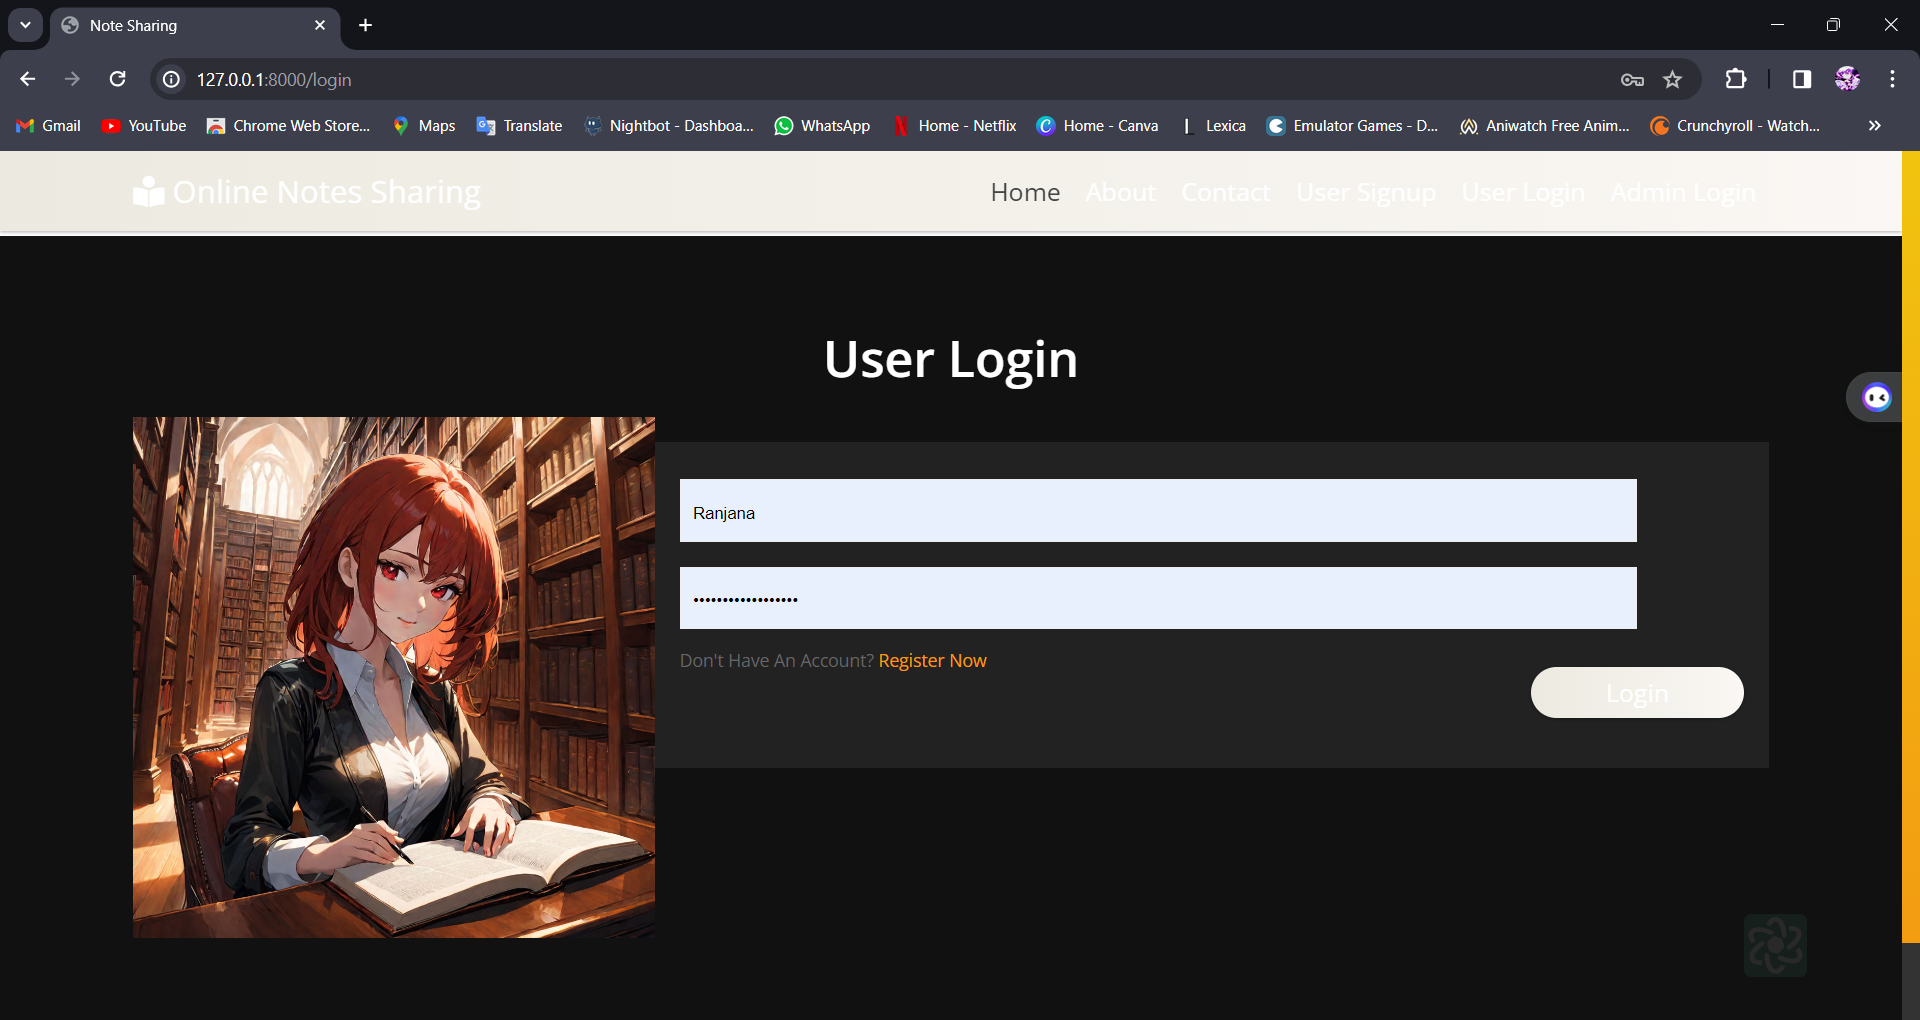 Note Sharing
127.0.0.1:8000/login
Gmail YouTube Chrome Web Store... Maps Translate Nightbot - Dashboa... WhatsApp Home - Netflix Home - Canva Lexica Emulator Games - D... Aniwatch Free Anim... Crunchyroll - Watch...
Online Notes Sharing Home About Contact User Signup User Login Admin Login
User Login
Ranjana
••••••••••••••••••
Don't Have An Account? Register Now
Login